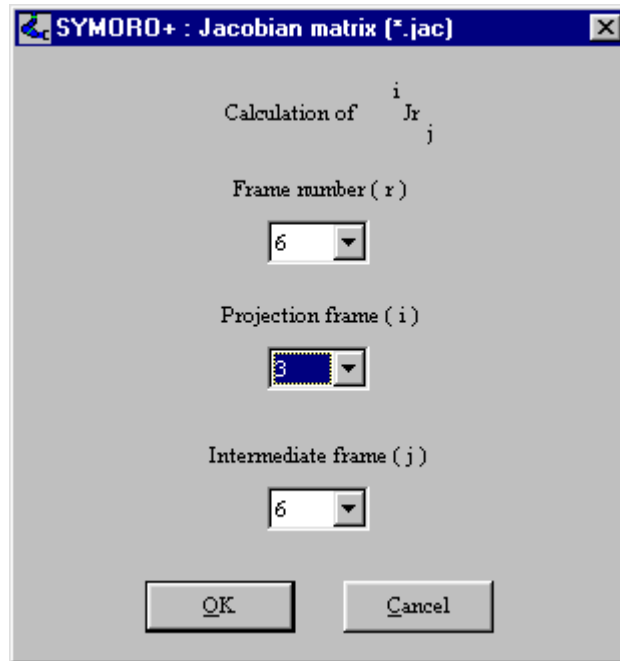 SYMORO+ : Jacobian matrix (*.jac)
Calculation of i Jr j
Frame number ( r )
6
Projection frame ( i )
3
Intermediate frame ( j )
6
OK Cancel